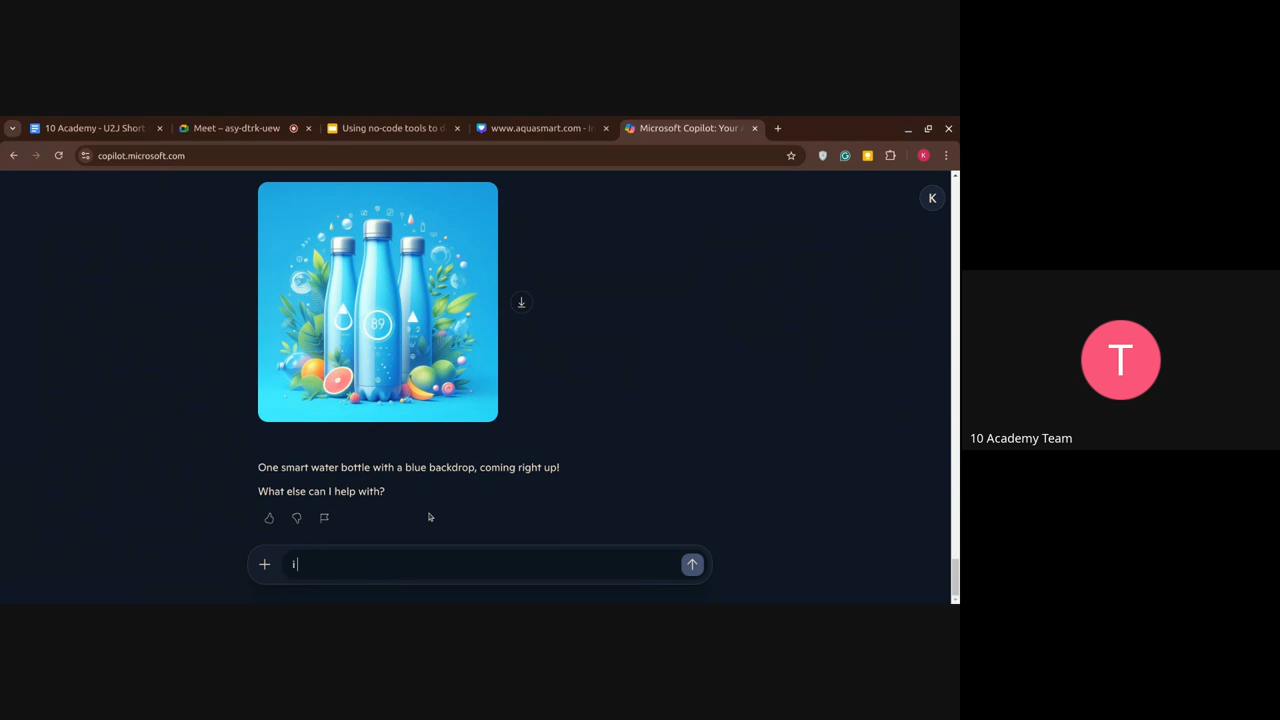 10 Academy - U2J Short
Meet – asy-dtrk-uew
Using no-code tools to d
www.aquasmart.com - I
Microsoft Copilot: Your
copilot.microsoft.com
K
K
89
One smart water bottle with a blue backdrop, coming right up!
What else can I help with?
i
T
10 Academy Team